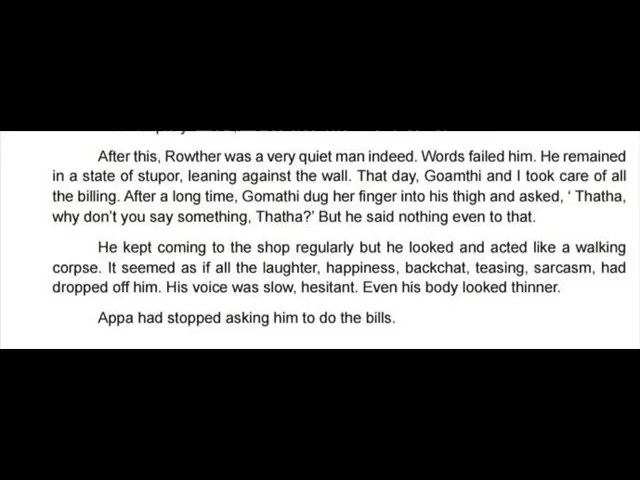 After this, Rowther was a very quiet man indeed. Words failed him. He remained
in a state of stupor, leaning against the wall. That day, Goamthi and I took care of all
the billing. After a long time, Gomathi dug her finger into his thigh and asked, ‘ Thatha,
why don’t you say something, Thatha?’ But he said nothing even to that.
He kept coming to the shop regularly but he looked and acted like a walking
corpse. It seemed as if all the laughter, happiness, backchat, teasing, sarcasm, had
dropped off him. His voice was slow, hesitant. Even his body looked thinner.
Appa had stopped asking him to do the bills.